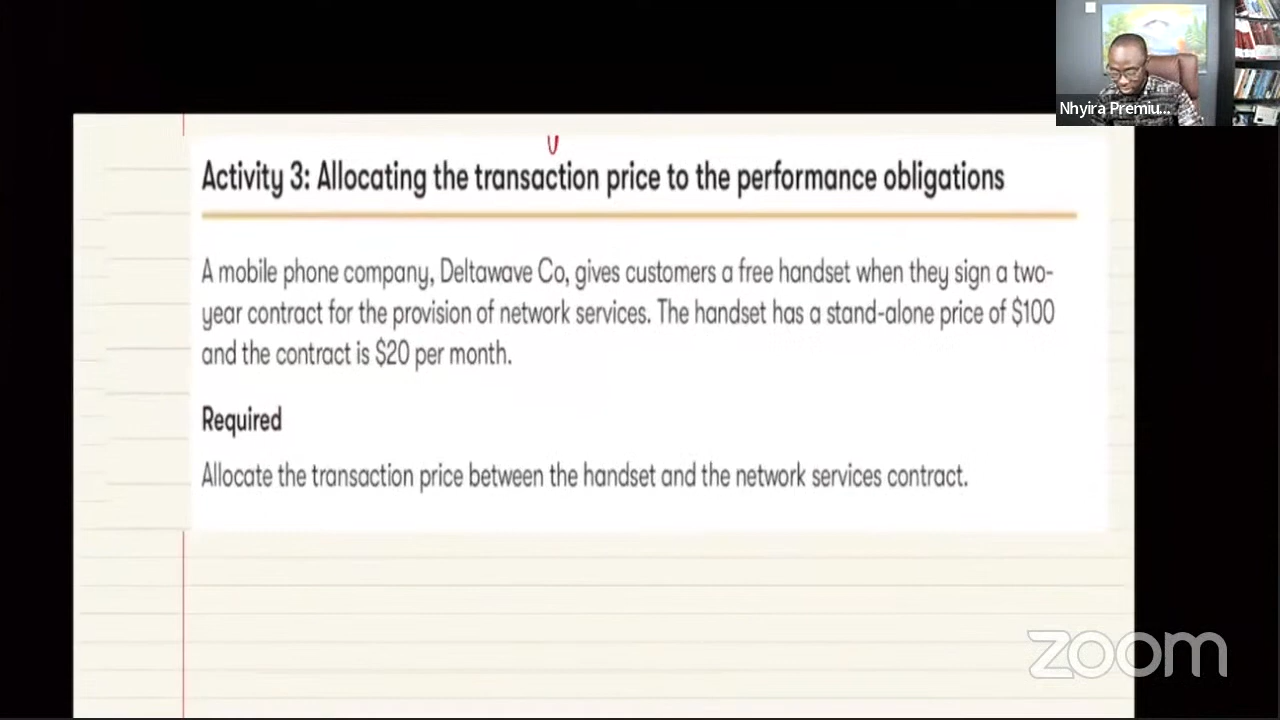 Nhyira Premiu...
Activity 3: Allocating the transaction price to the performance obligations
A mobile phone company, Deltawave Co, gives customers a free handset when they sign a two-
year contract for the provision of network services. The handset has a stand-alone price of $100
and the contract is $20 per month.
Required
Allocate the transaction price between the handset and the network services contract.
zoom